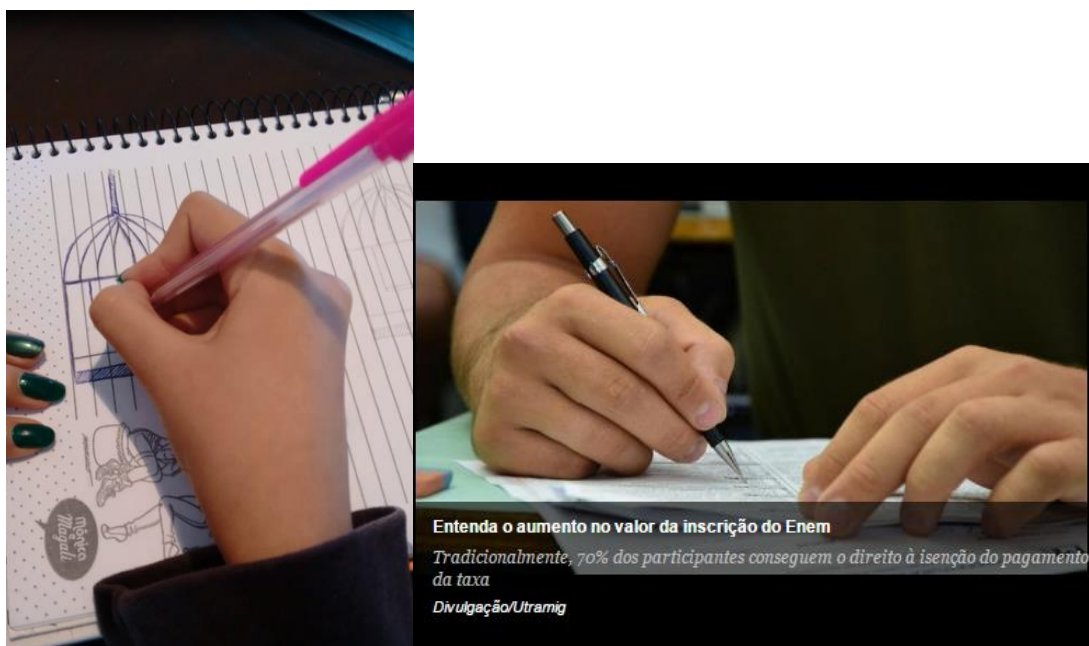 mônica
e
Magali
Entenda o aumento no valor da inscrição do Enem
Tradicionalmente, 70% dos participantes conseguem o direito à isenção do pagamento
da taxa
Divulgação/Utramig